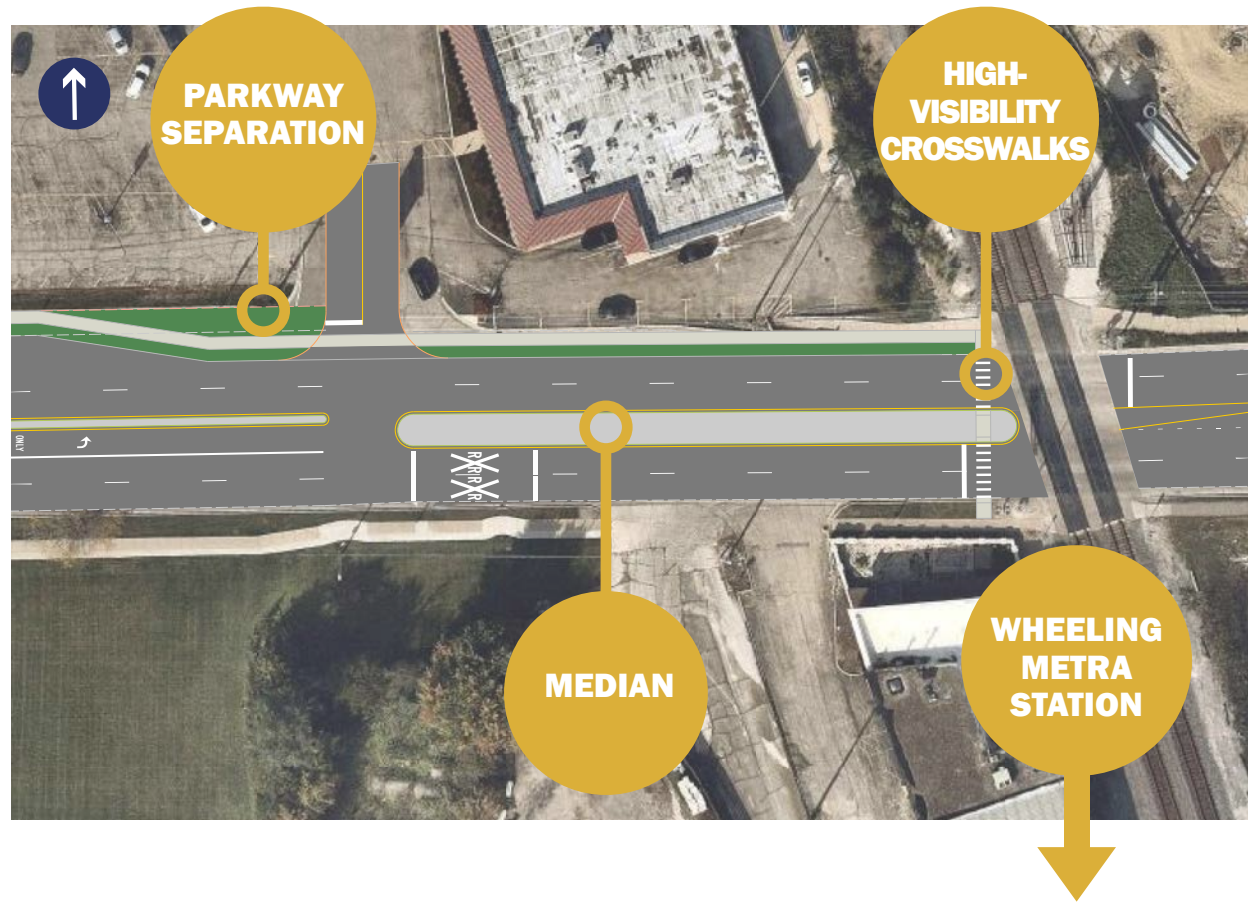 PARKWAY
SEPARATION
HIGH-
VISIBILITY
CROSSWALKS
ONLY
R R
R R
MEDIAN
WHEELING
METRA
STATION